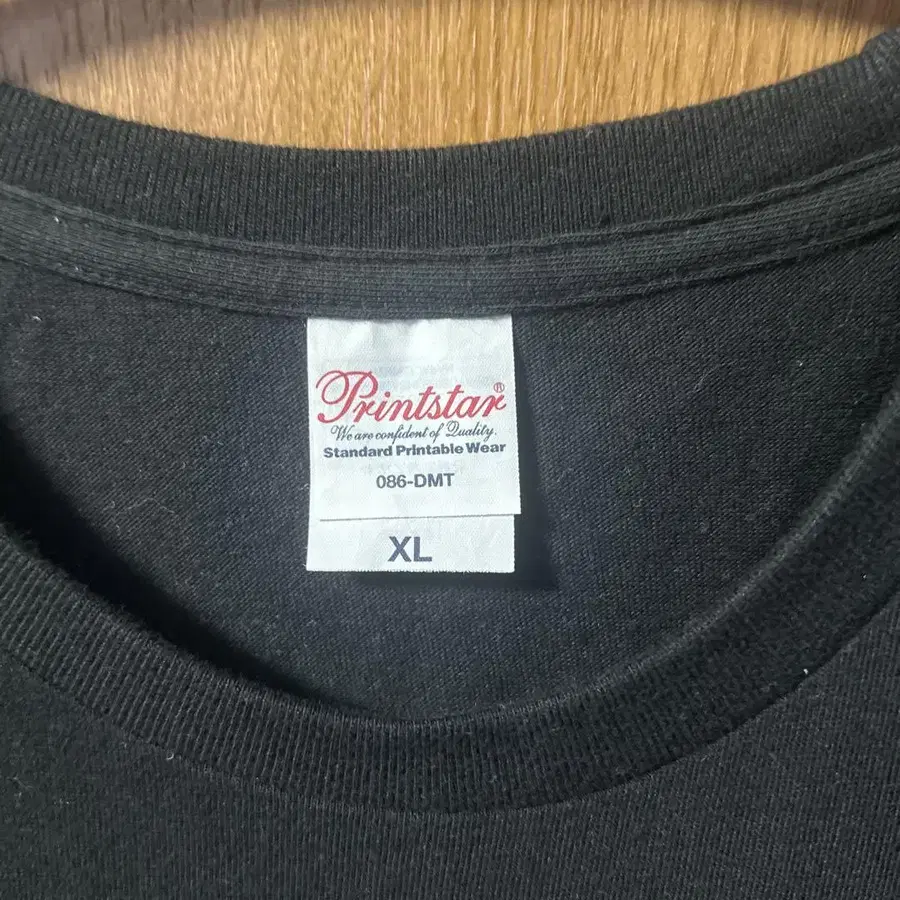 Printstar®
We are confident of Quality.
Standard Printable Wear
086-DMT
XL